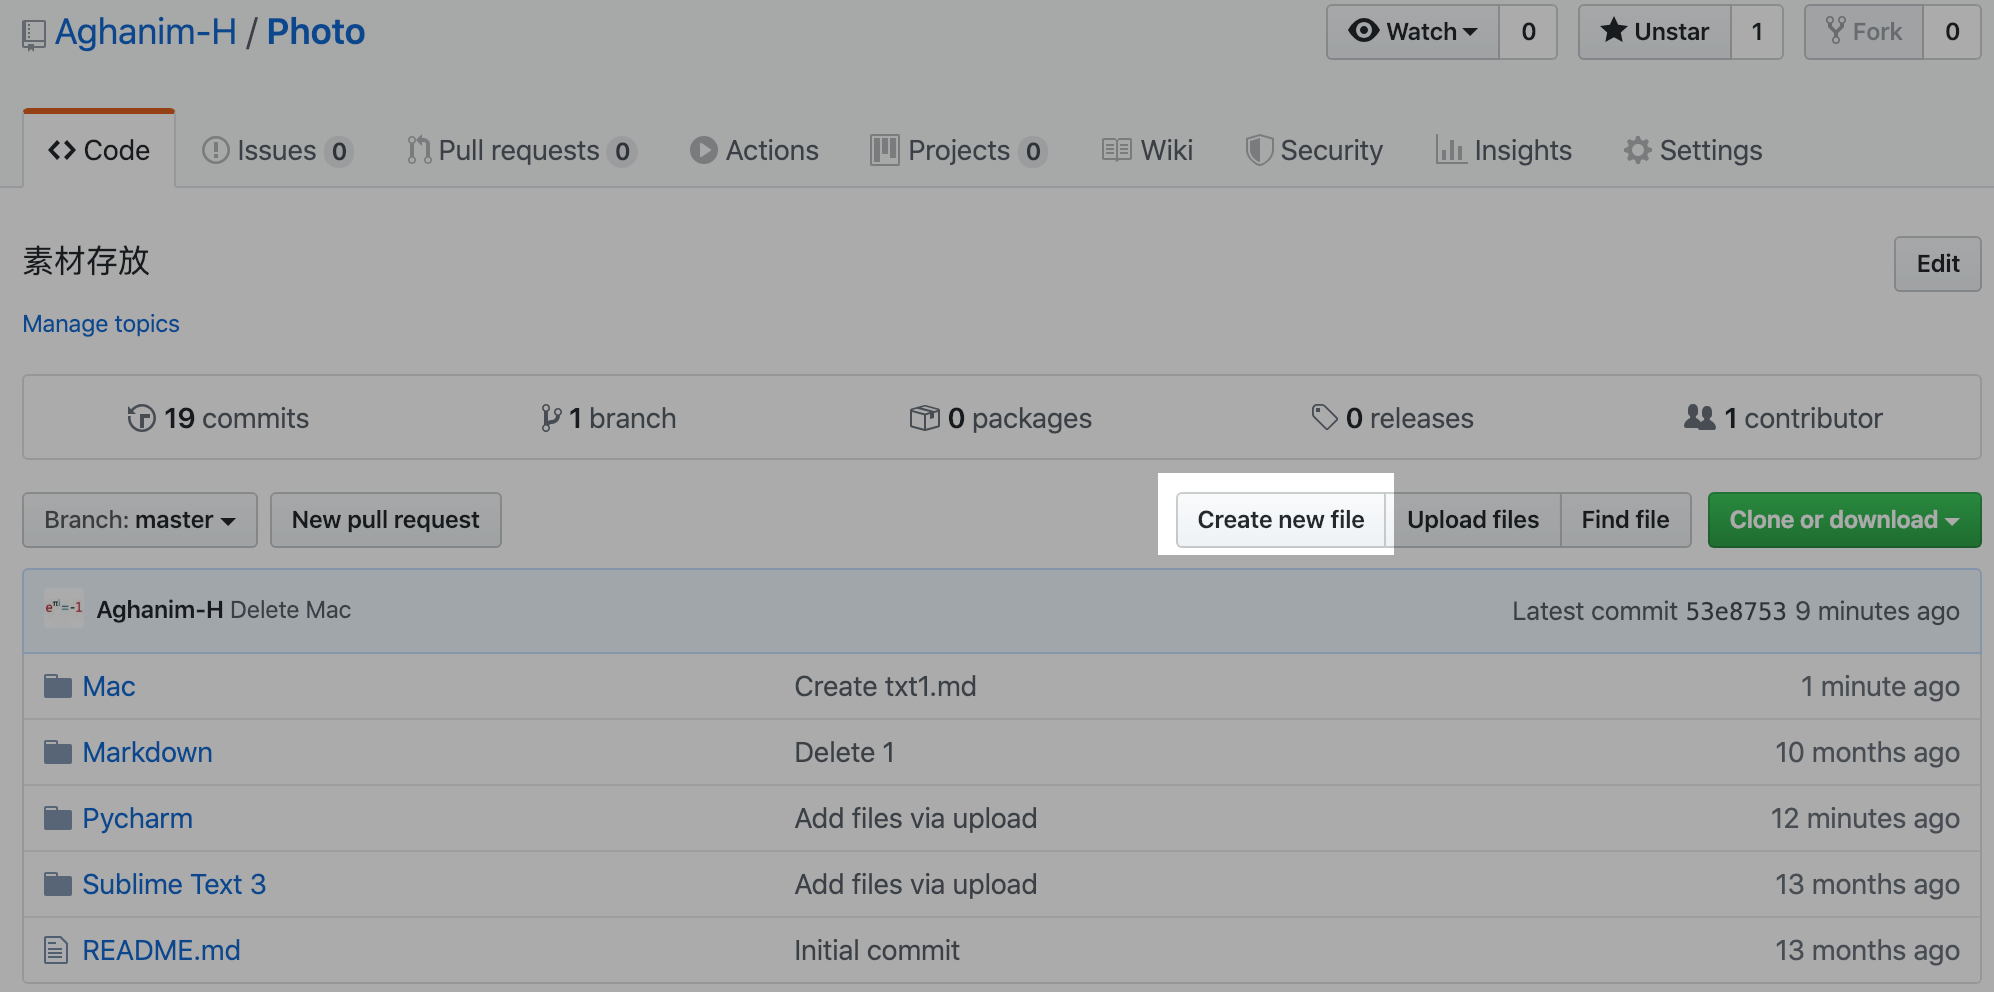 Aghanim-H / Photo
Watch 0 Unstar 1 Fork 0
Code Issues 0 Pull requests 0 Actions Projects 0 Wiki Security Insights Settings
素材存放
Edit
Manage topics
19 commits 1 branch 0 packages 0 releases 1 contributor
Branch: master New pull request Create new file Upload files Find file Clone or download
e^πi=-1 Aghanim-H Delete Mac Latest commit 53e8753 9 minutes ago
Mac Create txt1.md 1 minute ago
Markdown Delete 1 10 months ago
Pycharm Add files via upload 12 minutes ago
Sublime Text 3 Add files via upload 13 months ago
README.md Initial commit 13 months ago